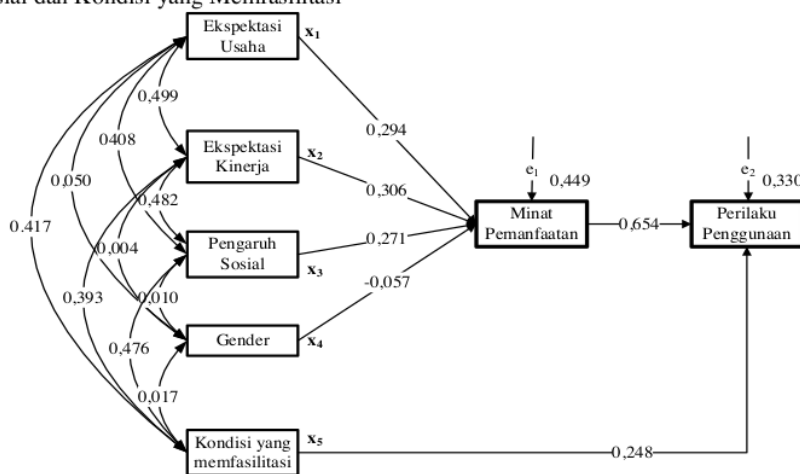 dan Kondisi yang Memfasilitasi
Ekspektasi
Usaha
x₁
0,499
0408
0,294
Ekspektasi
Kinerja
x₂
0,050
0,482
0,306
e₁
0,449
e₂
0,330
0.417
Minat
Pemanfaatan
0,654
Perilaku
Penggunaan
0,004
Pengaruh
Sosial
x₃
0,271
0,393
0,010
-0,057
0,476
Gender
x₄
0,017
Kondisi yang
memfasilitasi
x₅
0,248